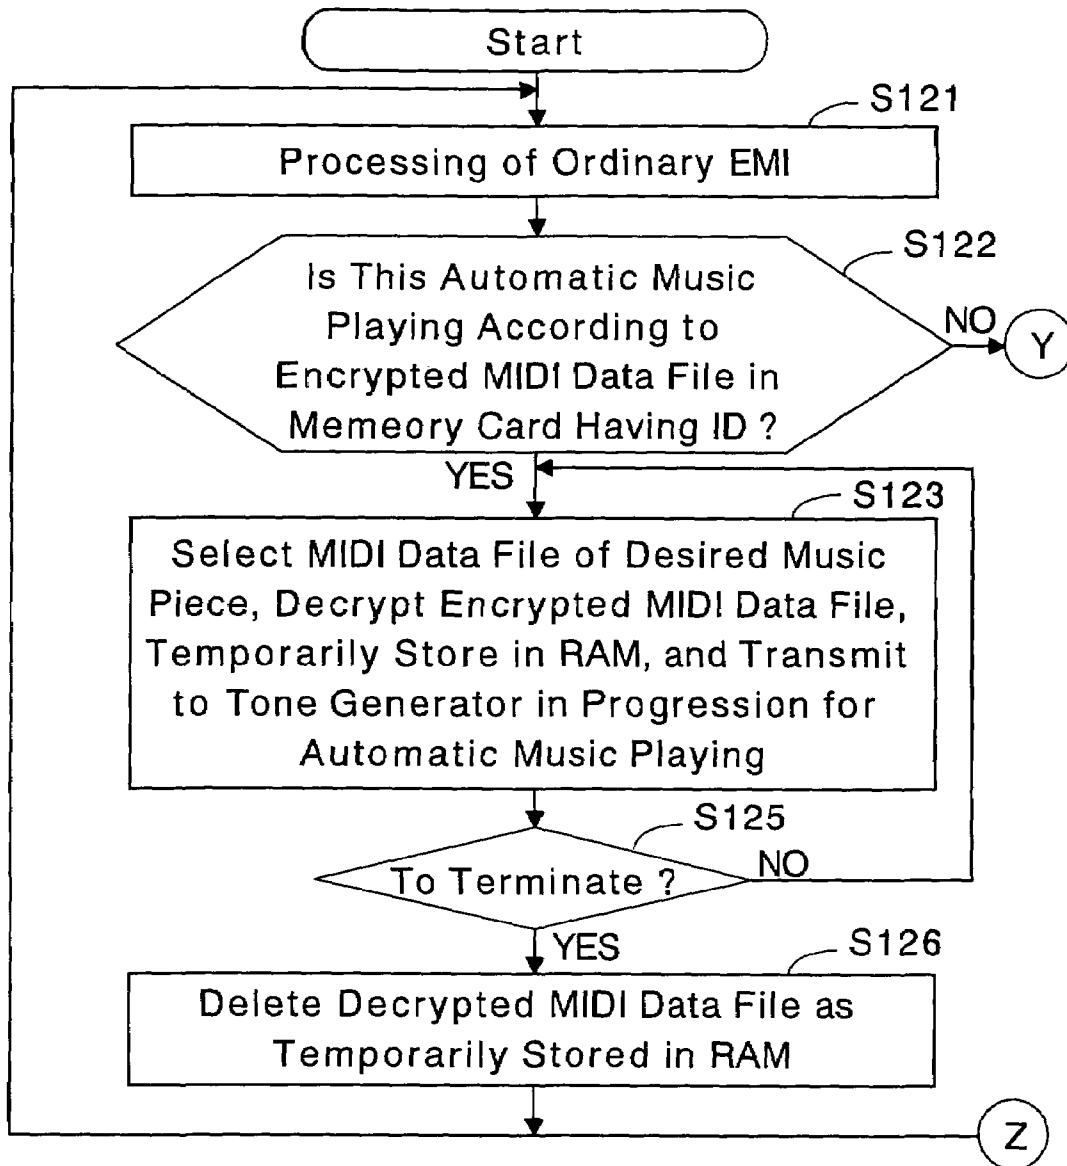 Start
S121
Processing of Ordinary EMI
S122
Is This Automatic Music
Playing According to
Encrypted MIDI Data File in
Memeory Card Having ID ?
NO
Y
YES
S123
Select MIDI Data File of Desired Music
Piece, Decrypt Encrypted MIDI Data File,
Temporarily Store in RAM, and Transmit
to Tone Generator in Progression for
Automatic Music Playing
S125
To Terminate ?
NO
YES
S126
Delete Decrypted MIDI Data File as
Temporarily Stored in RAM
Z